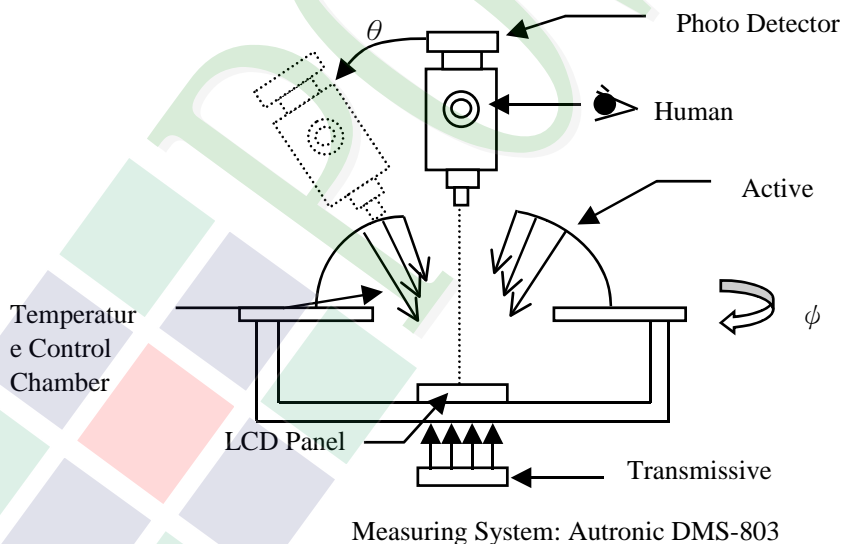 Photo Detector
θ
Human
Active
Temperatur
e Control
Chamber
ϕ
LCD Panel
Transmissive
Measuring System: Autronic DMS-803